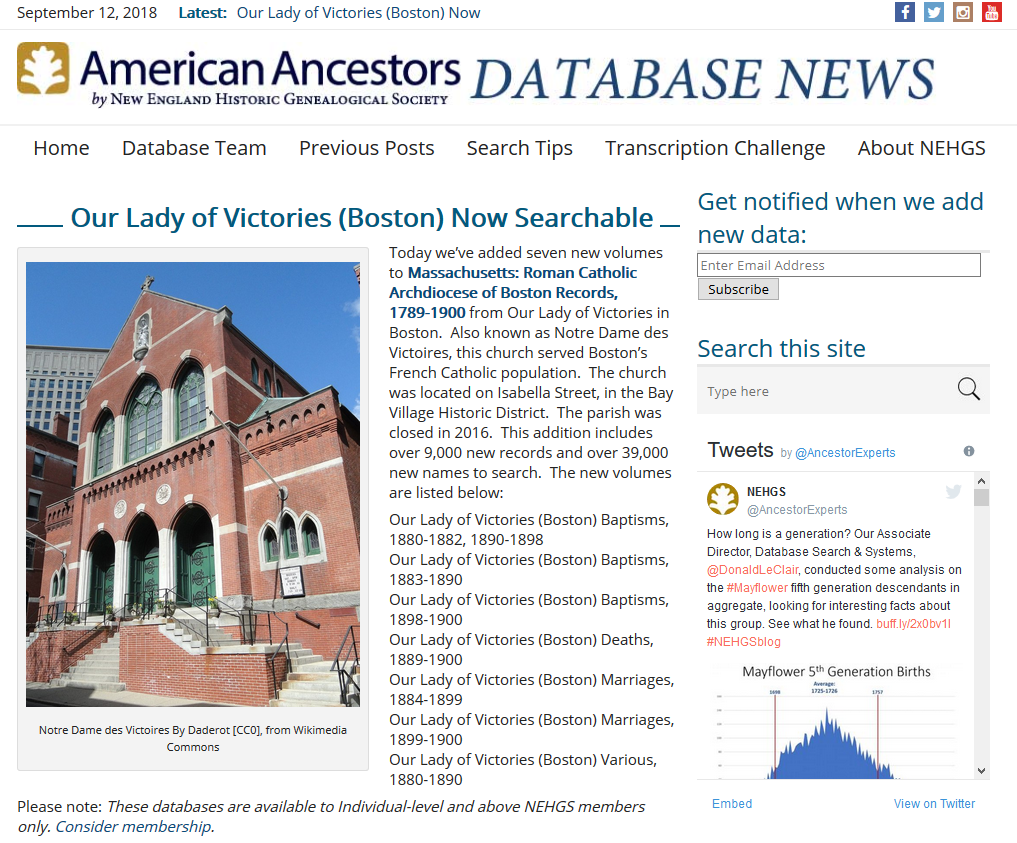 September 12, 2018 Latest: Our Lady of Victories (Boston) Now
American Ancestors
by NEW ENGLAND HISTORIC GENEALOGICAL SOCIETY
DATABASE NEWS
Home Database Team Previous Posts Search Tips Transcription Challenge About NEHGS
Our Lady of Victories (Boston) Now Searchable
Today we’ve added seven new volumes
to Massachusetts: Roman Catholic
Archdiocese of Boston Records,
1789-1900 from Our Lady of Victories in
Boston. Also known as Notre Dame des
Victoires, this church served Boston’s
French Catholic population. The church
was located on Isabella Street, in the Bay
Village Historic District. The parish was
closed in 2016. This addition includes
over 9,000 new records and over 39,000
new names to search. The new volumes
are listed below:
Our Lady of Victories (Boston) Baptisms,
1880-1882, 1890-1898
Our Lady of Victories (Boston) Baptisms,
1883-1890
Our Lady of Victories (Boston) Baptisms,
1898-1900
Our Lady of Victories (Boston) Deaths,
1889-1900
Our Lady of Victories (Boston) Marriages,
1884-1899
Our Lady of Victories (Boston) Marriages,
1899-1900
Our Lady of Victories (Boston) Various,
1880-1890
Notre Dame des Victoires By Daderot [CC0], from Wikimedia
Commons
Please note: These databases are available to Individual-level and above NEHGS members
only. Consider membership.
Get notified when we add
new data:
Enter Email Address
Subscribe
Search this site
Type here
Tweets by @AncestorExperts
NEHGS
@AncestorExperts
How long is a generation? Our Associate
Director, Database Search & Systems,
@DonaldLeClair, conducted some analysis on
the #Mayflower fifth generation descendants in
aggregate, looking for interesting facts about
this group. See what he found. buff.ly/2x0bv1I
#NEHGSblog
Mayflower 5th Generation Births
Average:
1725-1726
1698 1757
Embed View on Twitter